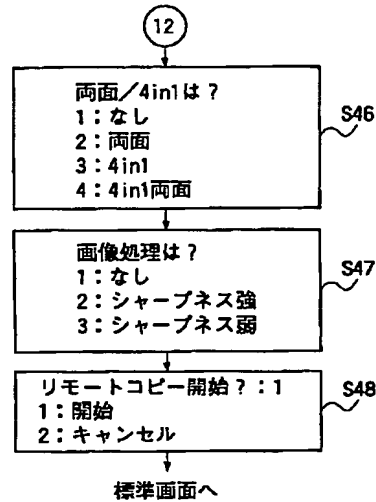 12
両面/4in1は?
1:なし
2:両面
3:4in1
4:4in1両面
S46
画像処理は?
1:なし
2:シャープネス強
3:シャープネス弱
S47
リモートコピー開始?:1
1:開始
2:キャンセル
S48
標準画面へ